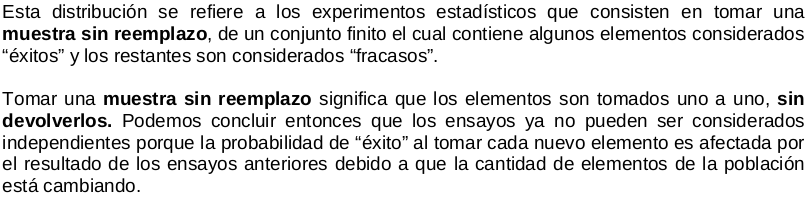 Esta distribución se refiere a los experimentos estadísticos que consisten en tomar una
muestra sin reemplazo, de un conjunto finito el cual contiene algunos elementos considerados
“éxitos” y los restantes son considerados “fracasos”.
Tomar una muestra sin reemplazo significa que los elementos son tomados uno a uno, sin
devolverlos. Podemos concluir entonces que los ensayos ya no pueden ser considerados
independientes porque la probabilidad de “éxito” al tomar cada nuevo elemento es afectada por
el resultado de los ensayos anteriores debido a que la cantidad de elementos de la población
está cambiando.